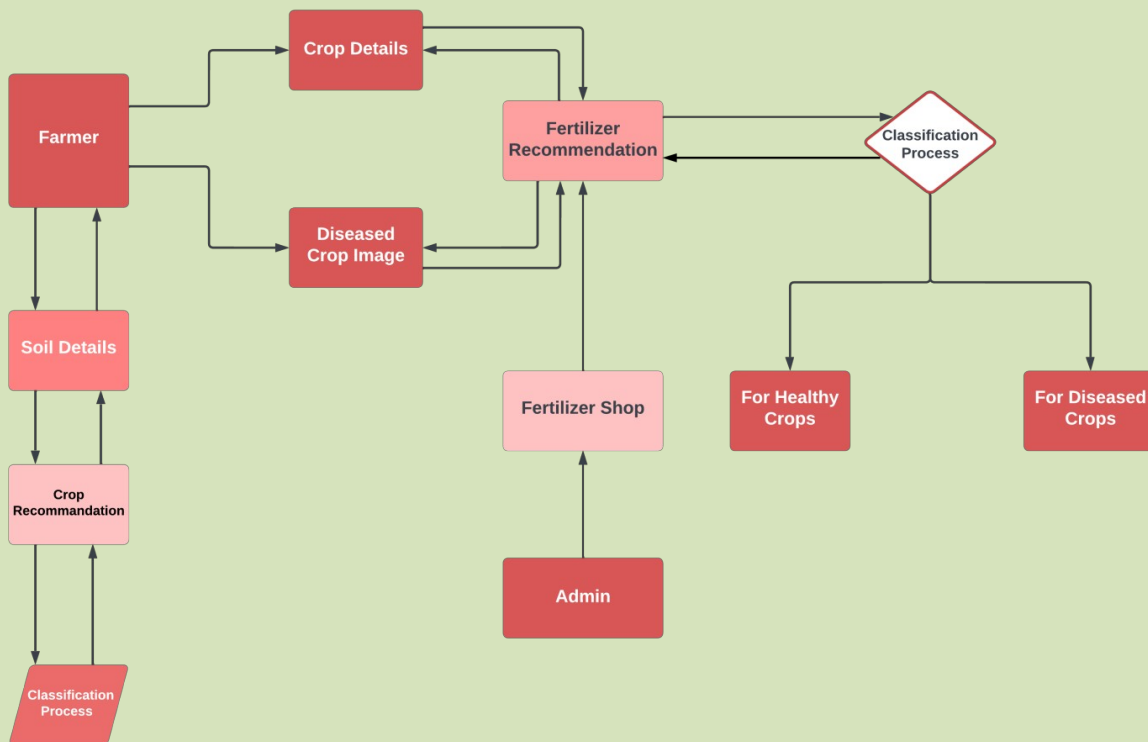 Crop Details
Farmer
Fertilizer
Recommendation
Classification
Process
Diseased
Crop Image
Soil Details
Fertilizer Shop
For Healthy
Crops
For Diseased
Crops
Crop
Recommandation
Admin
Classification
Process